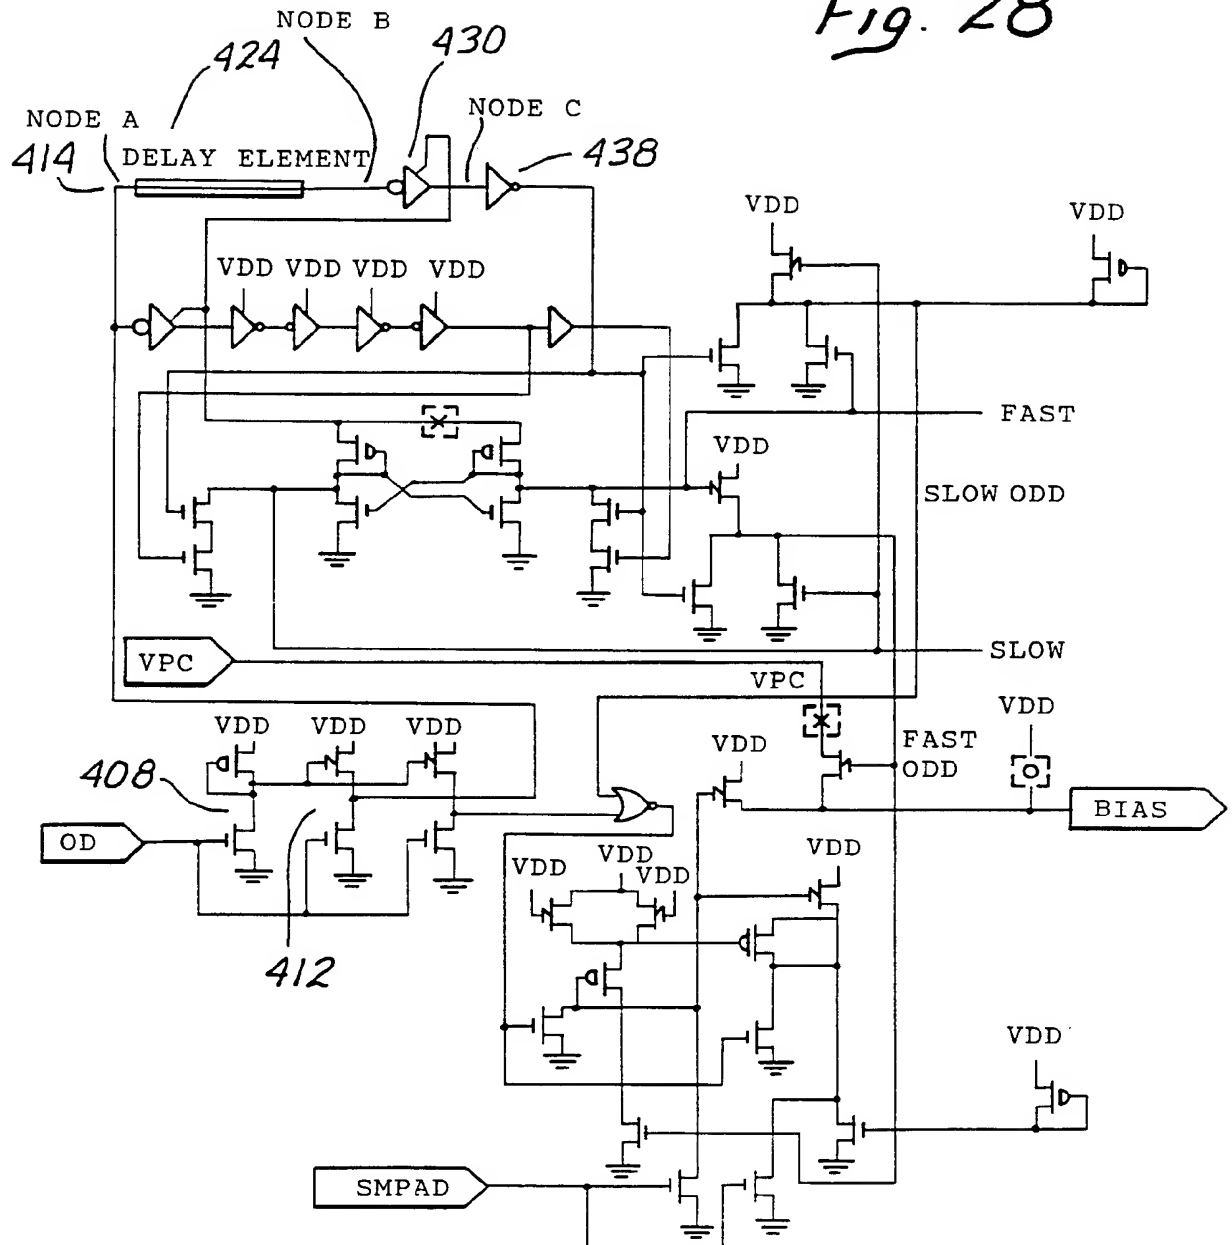 Fig. 28
NODE B
424
430
NODE A
NODE C
414
DELAY ELEMENT
438
VDD
VDD
VDD VDD VDD VDD
FAST
VDD
SLOW ODD
SLOW
VPC
VPC
VDD
VDD VDD VDD
VDD
FAST
ODD
408
BIAS
OD
VDD
VDD
VDD
VDD
412
VDD
SMPAD